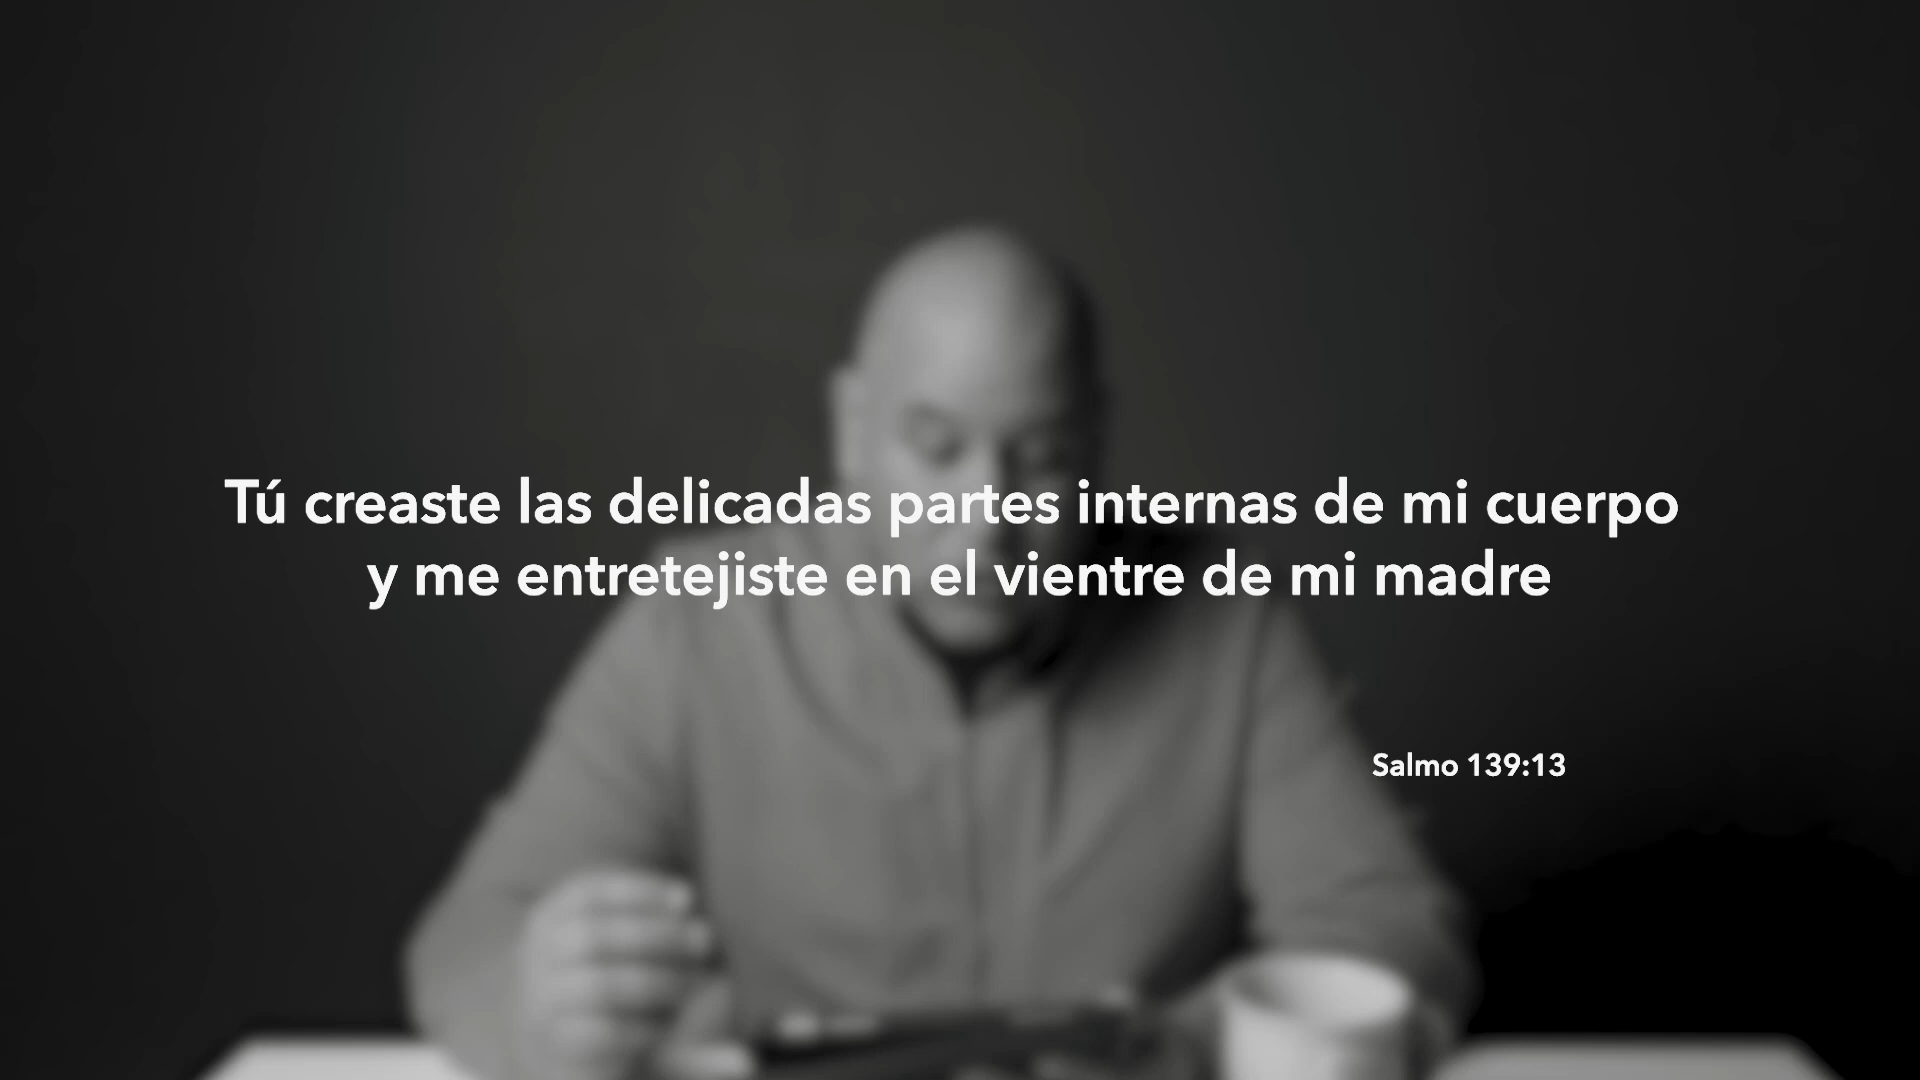 Tú creaste las delicadas partes internas de mi cuerpo
y me entretejiste en el vientre de mi madre
Salmo 139:13